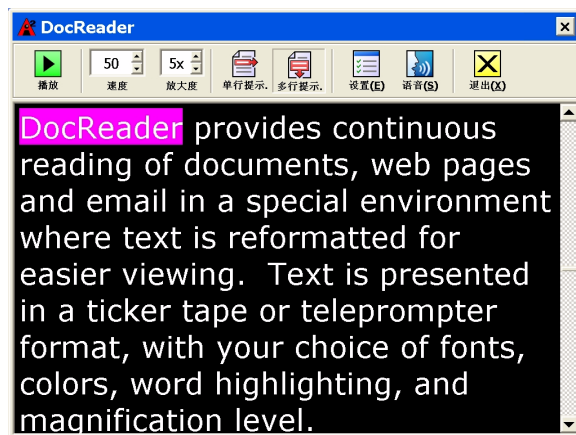 DocReader
50
5x
播放
速度
放大度
单行提示.
多行提示.
设置(E)
语音(S)
退出(X)
DocReader provides continuous
reading of documents, web pages
and email in a special environment
where text is reformatted for
easier viewing.  Text is presented
in a ticker tape or teleprompter
format, with your choice of fonts,
colors, word highlighting, and
magnification level.